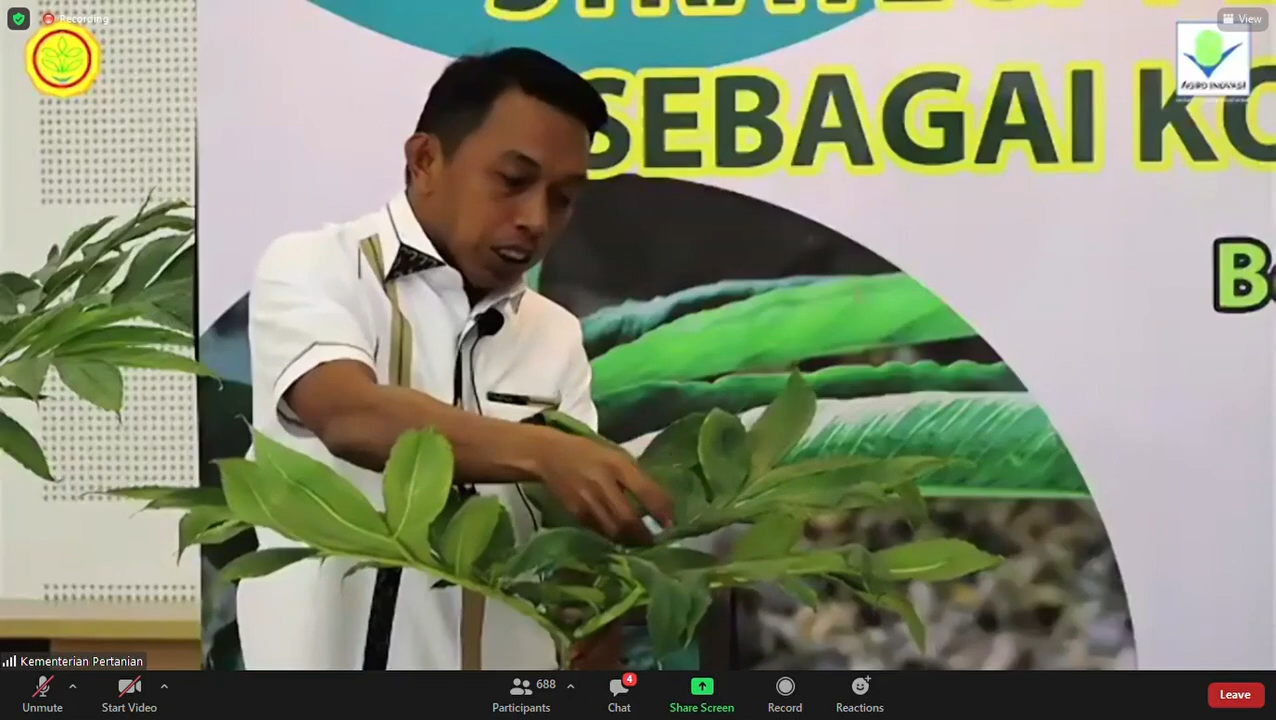 Recording
View
SEBAGAI
AGRO INOVASI
Kementerian Pertanian
Unmute
Start Video
688
Participants
4
Chat
Share Screen
Record
Reactions
Leave